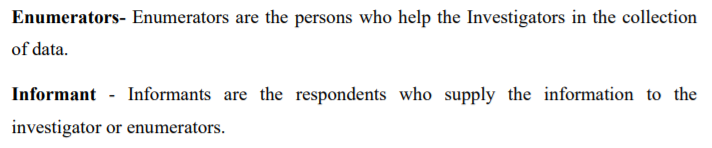 Enumerators- Enumerators are the persons who help the Investigators in the collection
of data.
Informant - Informants are the respondents who supply the information to the
investigator or enumerators.